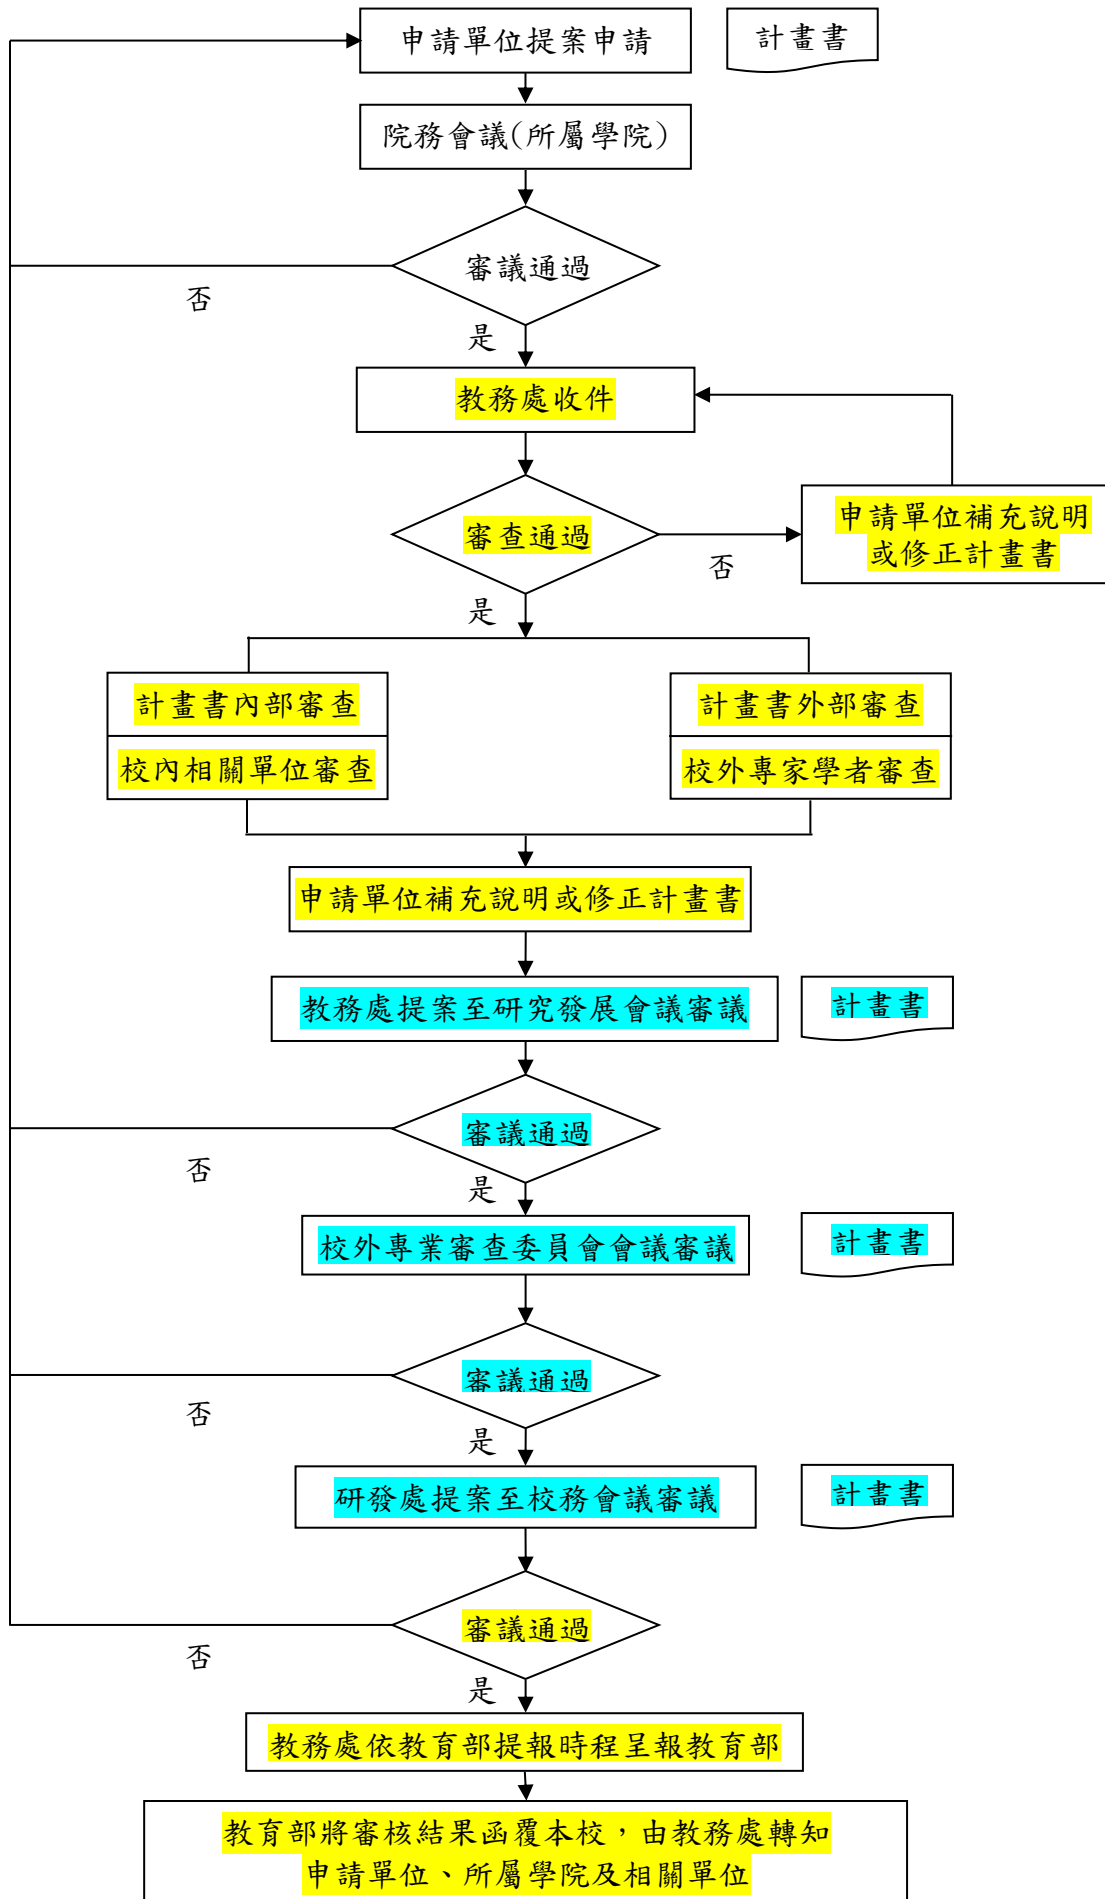 申請單位提案申請
計畫書
院務會議(所屬學院)
審議通過
否
是
教務處收件
審查通過
否
申請單位補充說明
或修正計畫書
是
計畫書內部審查
校內相關單位審查
計畫書外部審查
校外專家學者審查
申請單位補充說明或修正計畫書
教務處提案至研究發展會議審議
計畫書
審議通過
否
是
校外專業審查委員會會議審議
計畫書
審議通過
否
是
研發處提案至校務會議審議
計畫書
審議通過
否
是
教務處依教育部提報時程呈報教育部
教育部將審核結果函覆本校，由教務處轉知
申請單位、所屬學院及相關單位